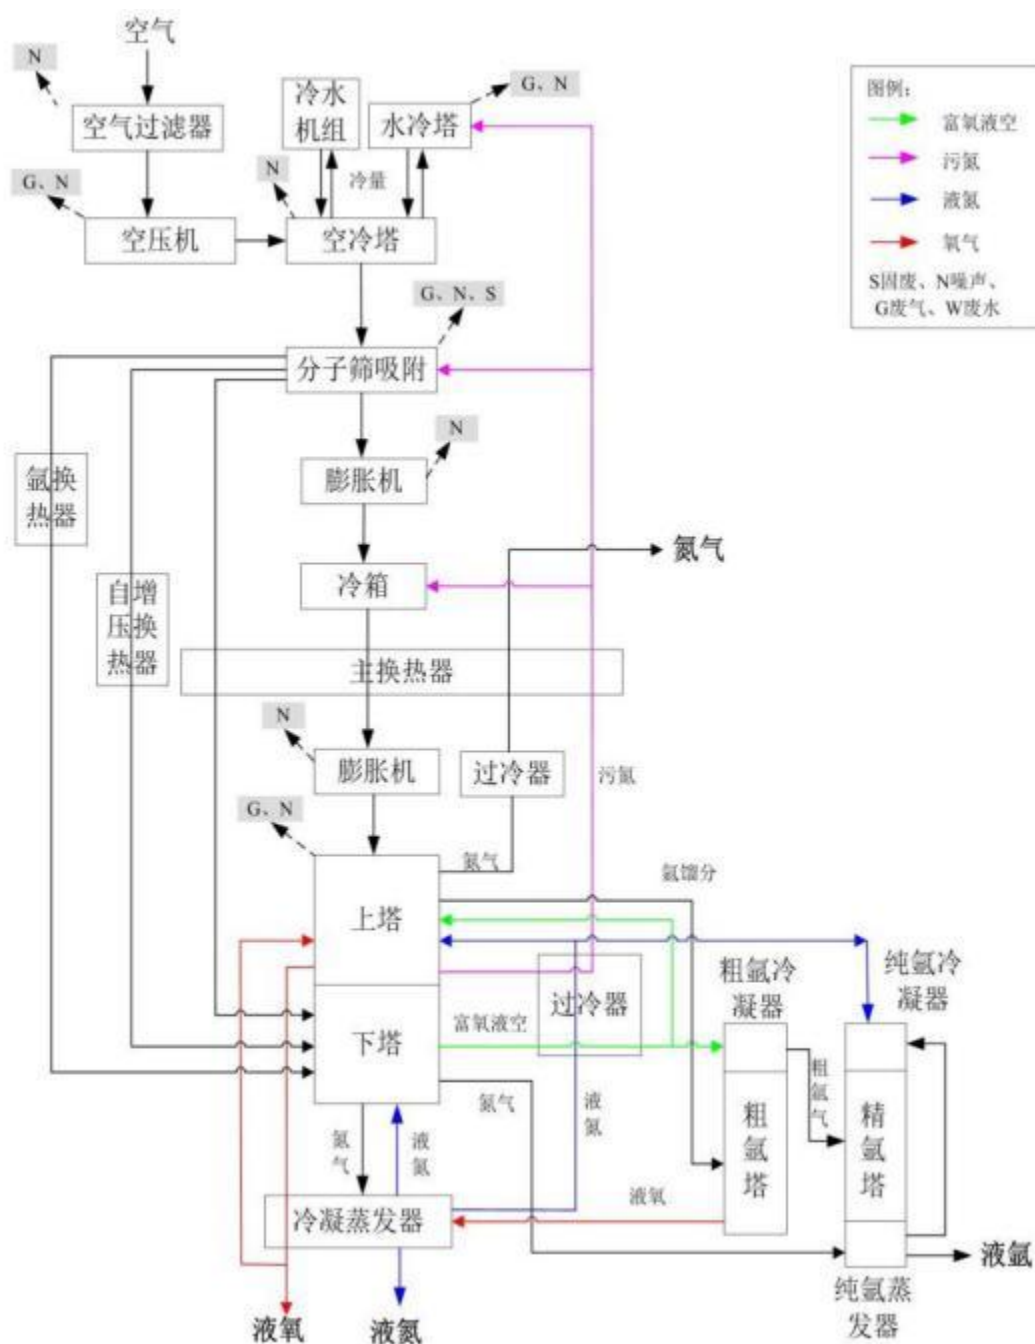 空气
N
空气过滤器
冷水
机组
水冷塔
G、N
冷量
G、N
N
空压机
空冷塔
G、N、S
分子筛吸附
N
膨胀机
氩换
热器
氮气
自增
压换
热器
冷箱
主换热器
N
膨胀机
过冷器
污氮
G、N
氮气
氩馏分
上塔
过冷器
粗氩冷
凝器
纯氩冷
凝器
下塔
富氧液空
粗氩气
氮气
液氮
粗氩塔
精氩塔
氮气
液氮
液氧
冷凝蒸发器
液氩
纯氩蒸
发器
液氧
液氮
图例:
富氧液空
污氮
液氮
氧气
S固废、N噪声、
G废气、W废水